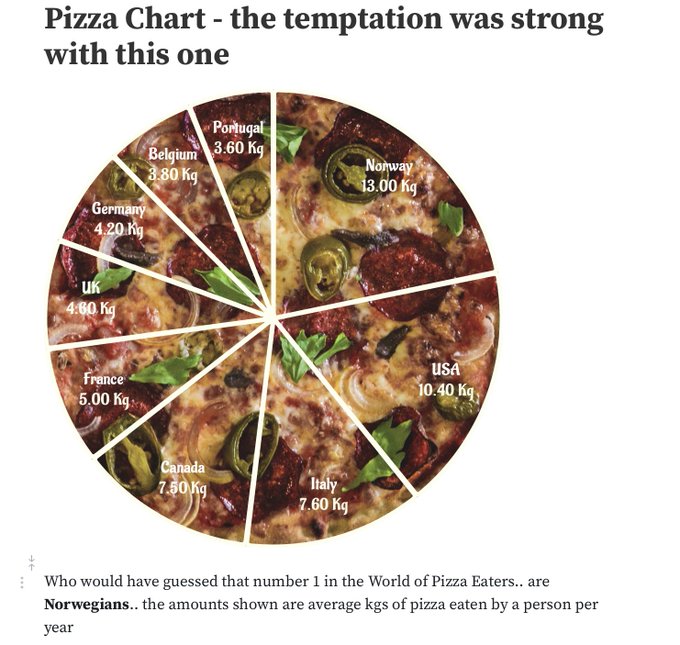 Pizza Chart - the temptation was strong
with this one
Portugal
3.60 Kg
Norway
13.00 Kg
Belgium
3.80 Kg
Germany
4.20 Kg
UK
4.60 Kg
USA
10.40 Kg
France
5.00 Kg
Canada
7.50 Kg
Italy
7.60 Kg
Who would have guessed that number 1 in the World of Pizza Eaters.. are
Norwegians.. the amounts shown are average kgs of pizza eaten by a person per
year